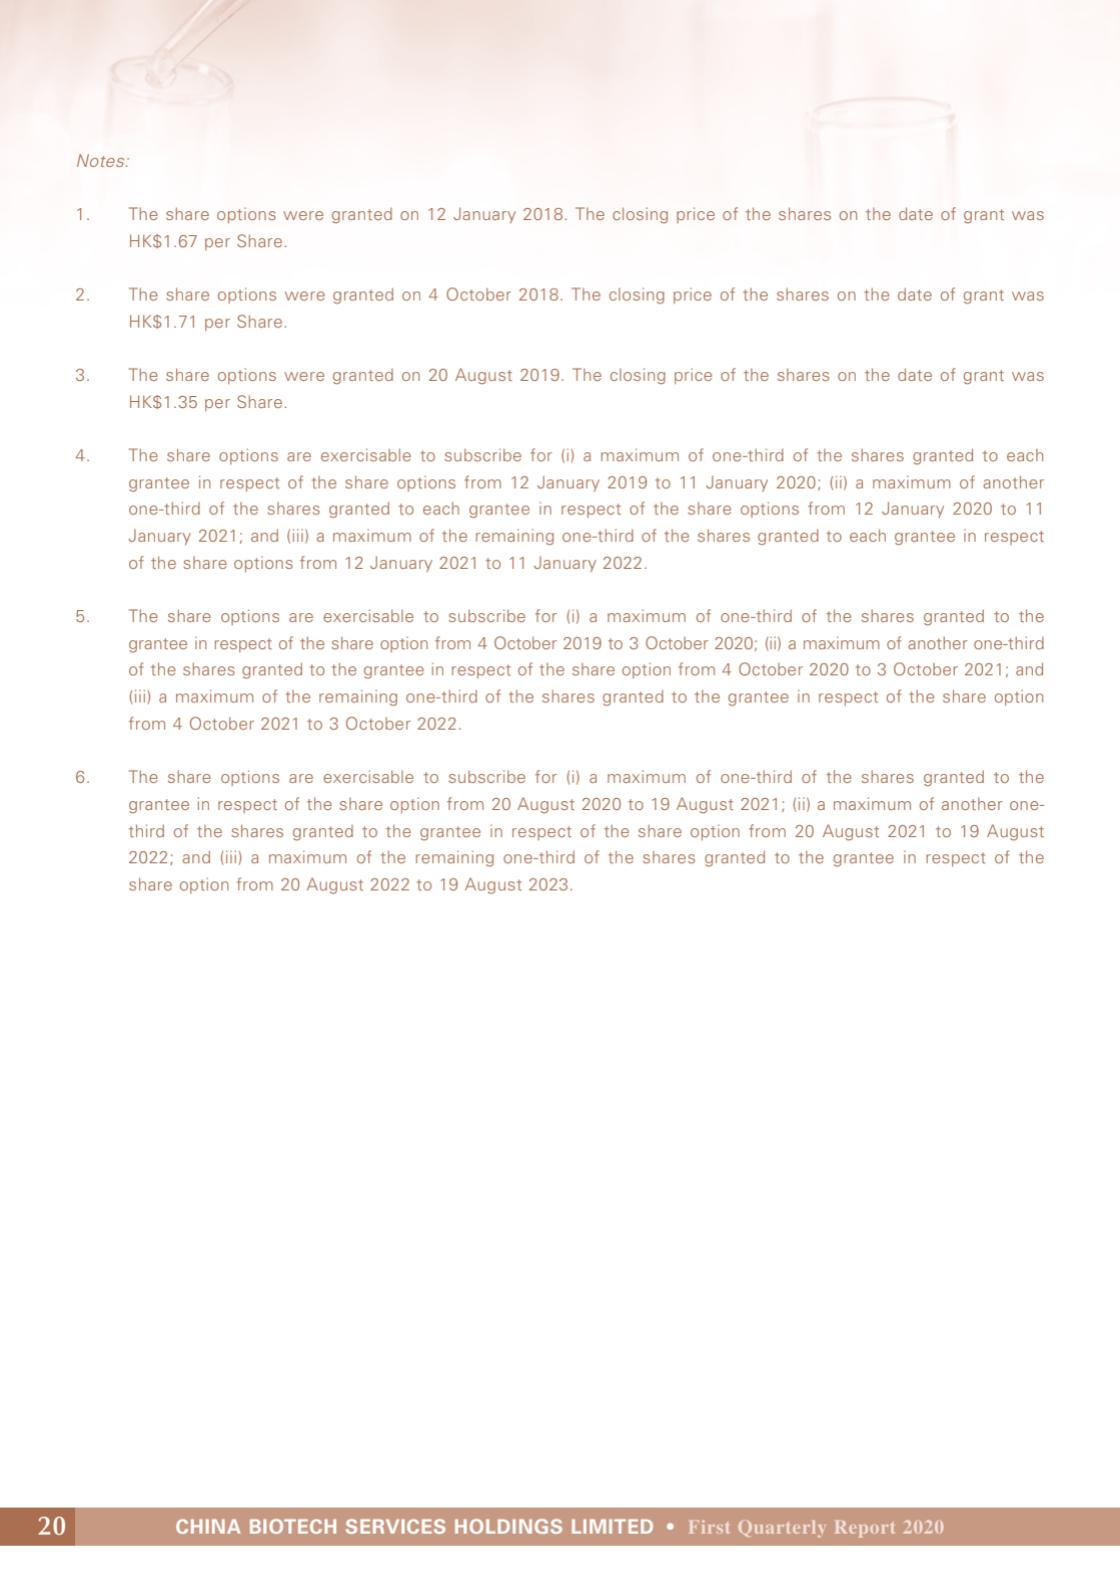 Notes:
1. The share options were granted on 12 January 2018. The closing price of the shares on the date of grant was
HK$1.67 per Share.
2. The share options were granted on 4 October 2018. The closing price of the shares on the date of grant was
HK$1.71 per Share.
3. The share options were granted on 20 August 2019. The closing price of the shares on the date of grant was
HK$1.35 per Share.
4. The share options are exercisable to subscribe for (i) a maximum of one-third of the shares granted to each
grantee in respect of the share options from 12 January 2019 to 11 January 2020; (ii) a maximum of another
one-third of the shares granted to each grantee in respect of the share options from 12 January 2020 to 11
January 2021; and (iii) a maximum of the remaining one-third of the shares granted to each grantee in respect
of the share options from 12 January 2021 to 11 January 2022.
5. The share options are exercisable to subscribe for (i) a maximum of one-third of the shares granted to the
grantee in respect of the share option from 4 October 2019 to 3 October 2020; (ii) a maximum of another one-third
of the shares granted to the grantee in respect of the share option from 4 October 2020 to 3 October 2021; and
(iii) a maximum of the remaining one-third of the shares granted to the grantee in respect of the share option
from 4 October 2021 to 3 October 2022.
6. The share options are exercisable to subscribe for (i) a maximum of one-third of the shares granted to the
grantee in respect of the share option from 20 August 2020 to 19 August 2021; (ii) a maximum of another one-
third of the shares granted to the grantee in respect of the share option from 20 August 2021 to 19 August
2022; and (iii) a maximum of the remaining one-third of the shares granted to the grantee in respect of the
share option from 20 August 2022 to 19 August 2023.
20 CHINA BIOTECH SERVICES HOLDINGS LIMITED • First Quarterly Report 2020